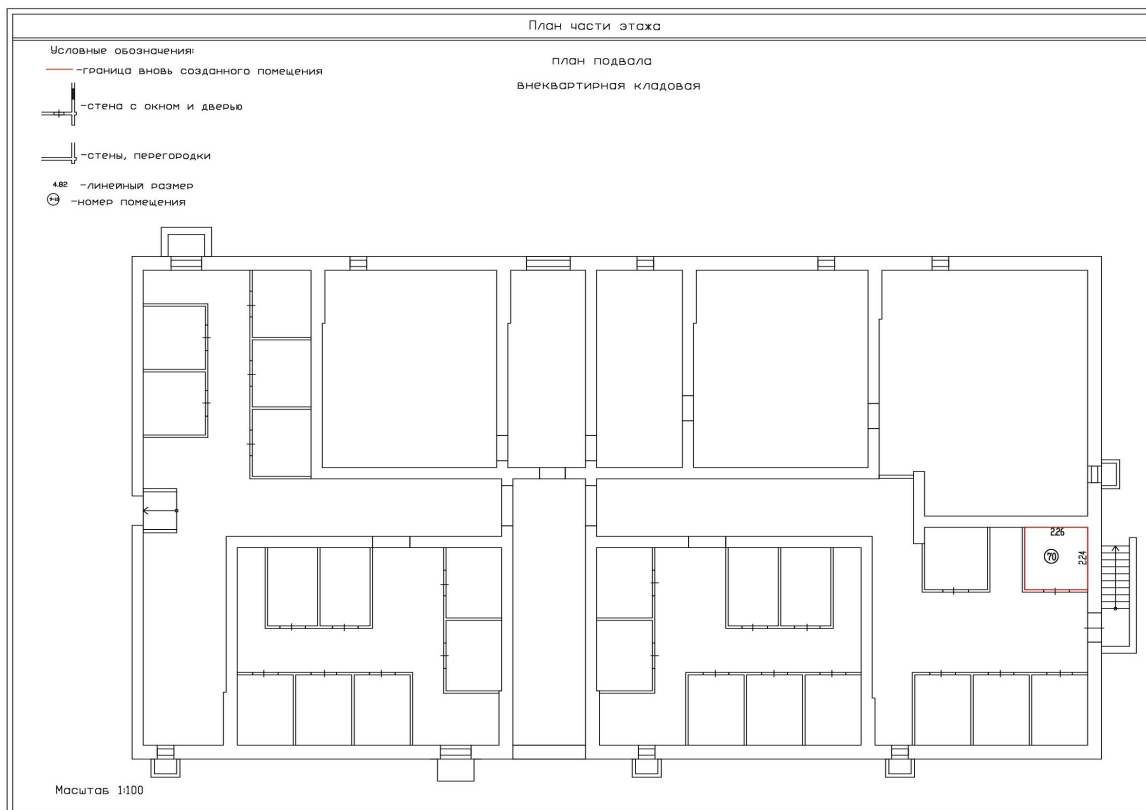 План части этажа
Условные обозначения:
-граница вновь созданного помещения
план подвала
внеквартирная кладовая
-стена с окном и дверью
-стены, перегородки
4.82 -линейный размер
-номер помещения
2.26
70
2.24
Масштаб 1:100